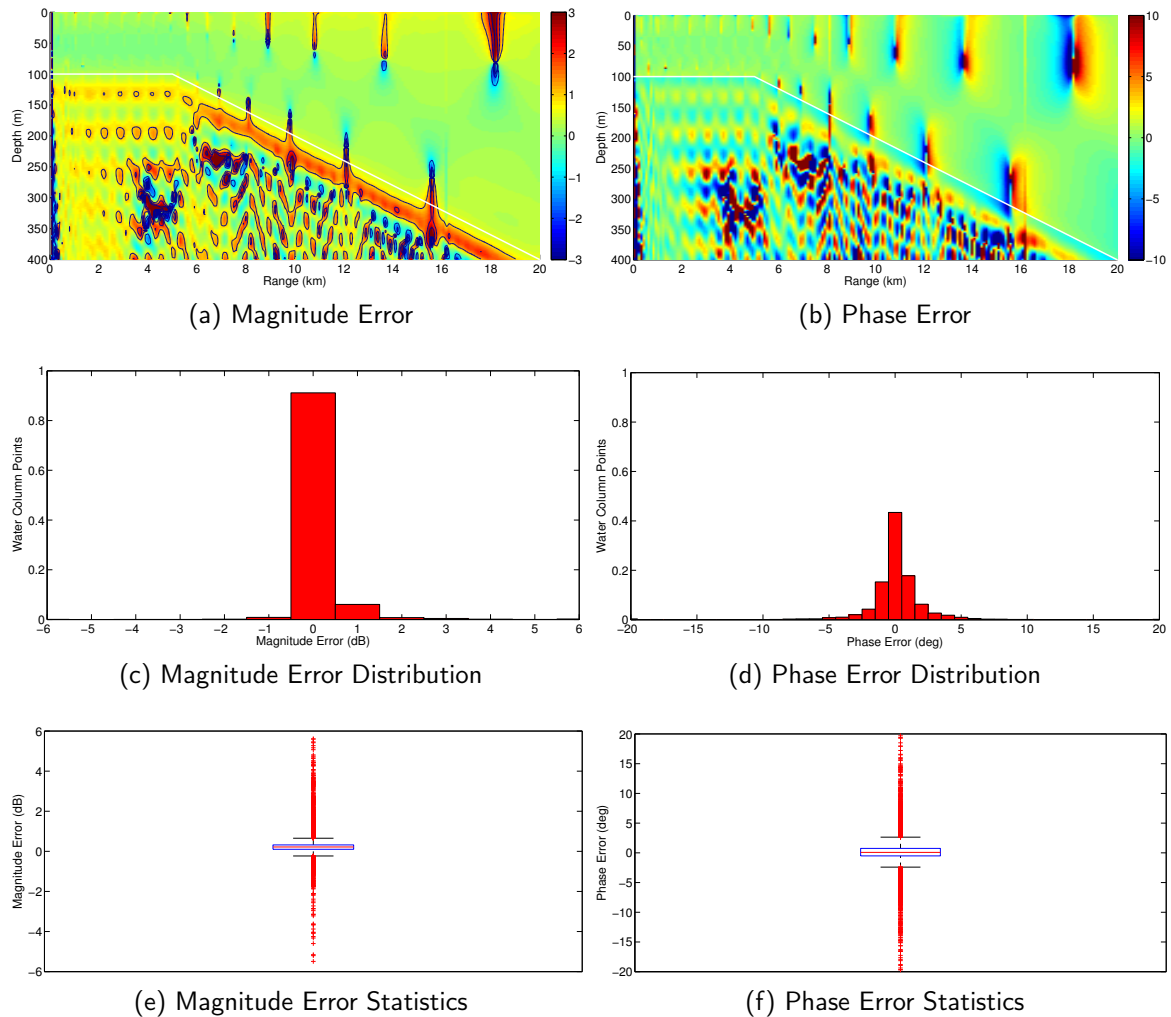 0
50
100
150
200
250
300
350
400
Depth (m)
0 2 4 6 8 10 12 14 16 18 20
Range (km)
3
2
1
0
−1
−2
−3
(a) Magnitude Error
0
50
100
150
200
250
300
350
400
Depth (m)
0 2 4 6 8 10 12 14 16 18 20
Range (km)
10
5
0
−5
−10
(b) Phase Error
1
0.8
0.6
0.4
0.2
0
Water Column Points
−6 −5 −4 −3 −2 −1 0 1 2 3 4 5 6
Magnitude Error (dB)
(c) Magnitude Error Distribution
1
0.8
0.6
0.4
0.2
0
Water Column Points
−20 −15 −10 −5 0 5 10 15 20
Phase Error (deg)
(d) Phase Error Distribution
6
4
2
0
−2
−4
−6
Magnitude Error (dB)
(e) Magnitude Error Statistics
20
15
10
5
0
−5
−10
−15
−20
Phase Error (deg)
(f) Phase Error Statistics